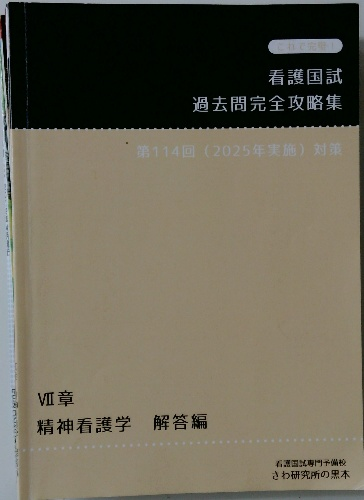 看護国試
過去問完全攻略集
第114回（2025年実施）対策
Ⅶ章
精神看護学　解答編
看護国試専門予備校
さわ研究所の黒本